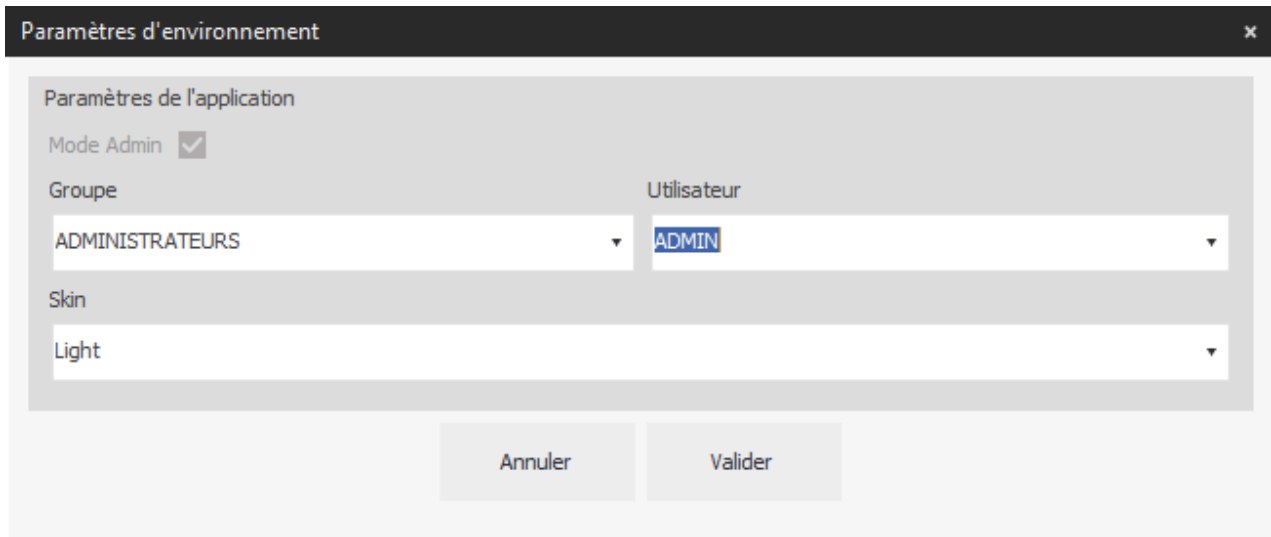 Paramètres d'environnement
Paramètres de l'application
Mode Admin
Groupe
Utilisateur
ADMINISTRATEURS
ADMIN
Skin
Light
Annuler
Valider